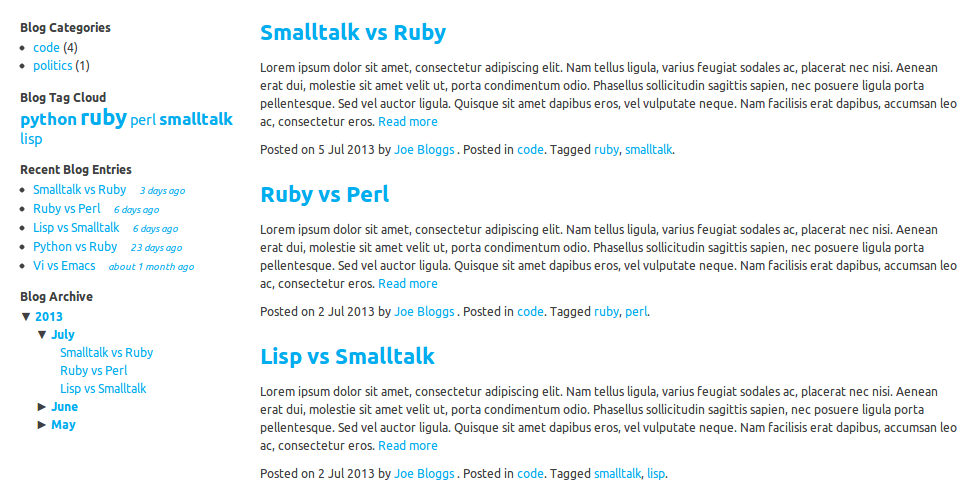 Blog Categories
• code (4)
• politics (1)
Blog Tag Cloud
python ruby perl smalltalk
lisp
Recent Blog Entries
• Smalltalk vs Ruby 3 days ago
• Ruby vs Perl 6 days ago
• Lisp vs Smalltalk 6 days ago
• Python vs Ruby 23 days ago
• Vi vs Emacs about 1 month ago
Blog Archive
▼ 2013
▼ July
Smalltalk vs Ruby
Ruby vs Perl
Lisp vs Smalltalk
► June
► May
Smalltalk vs Ruby
Lorem ipsum dolor sit amet, consectetur adipiscing elit. Nam tellus ligula, varius feugiat sodales ac, placerat nec nisi. Aenean
erat dui, molestie sit amet velit ut, porta condimentum odio. Phasellus sollicitudin sagittis sapien, nec posuere ligula porta
pellentesque. Sed vel auctor ligula. Quisque sit amet dapibus eros, vel vulputate neque. Nam facilisis erat dapibus, accumsan leo
ac, consectetur eros. Read more
Posted on 5 Jul 2013 by Joe Bloggs . Posted in code. Tagged ruby, smalltalk.
Ruby vs Perl
Lorem ipsum dolor sit amet, consectetur adipiscing elit. Nam tellus ligula, varius feugiat sodales ac, placerat nec nisi. Aenean
erat dui, molestie sit amet velit ut, porta condimentum odio. Phasellus sollicitudin sagittis sapien, nec posuere ligula porta
pellentesque. Sed vel auctor ligula. Quisque sit amet dapibus eros, vel vulputate neque. Nam facilisis erat dapibus, accumsan leo
ac, consectetur eros. Read more
Posted on 2 Jul 2013 by Joe Bloggs . Posted in code. Tagged ruby, perl.
Lisp vs Smalltalk
Lorem ipsum dolor sit amet, consectetur adipiscing elit. Nam tellus ligula, varius feugiat sodales ac, placerat nec nisi. Aenean
erat dui, molestie sit amet velit ut, porta condimentum odio. Phasellus sollicitudin sagittis sapien, nec posuere ligula porta
pellentesque. Sed vel auctor ligula. Quisque sit amet dapibus eros, vel vulputate neque. Nam facilisis erat dapibus, accumsan leo
ac, consectetur eros. Read more
Posted on 2 Jul 2013 by Joe Bloggs . Posted in code. Tagged smalltalk, lisp.